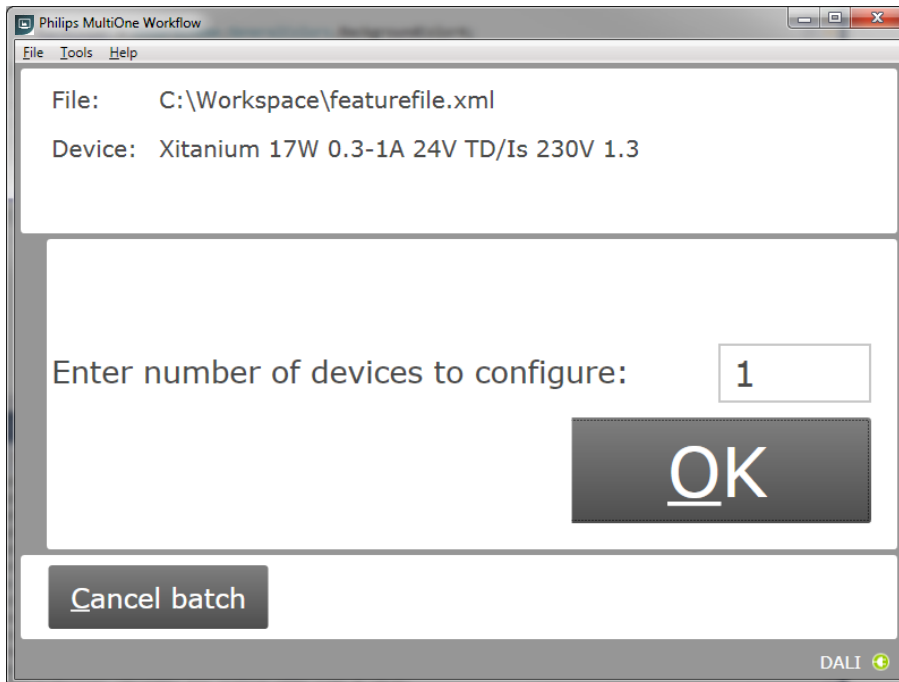 Philips MultiOne Workflow
File Tools Help
File: C:\Workspace\featurefile.xml
Device: Xitanium 17W 0.3-1A 24V TD/Is 230V 1.3
Enter number of devices to configure: 1
OK
Cancel batch
DALI